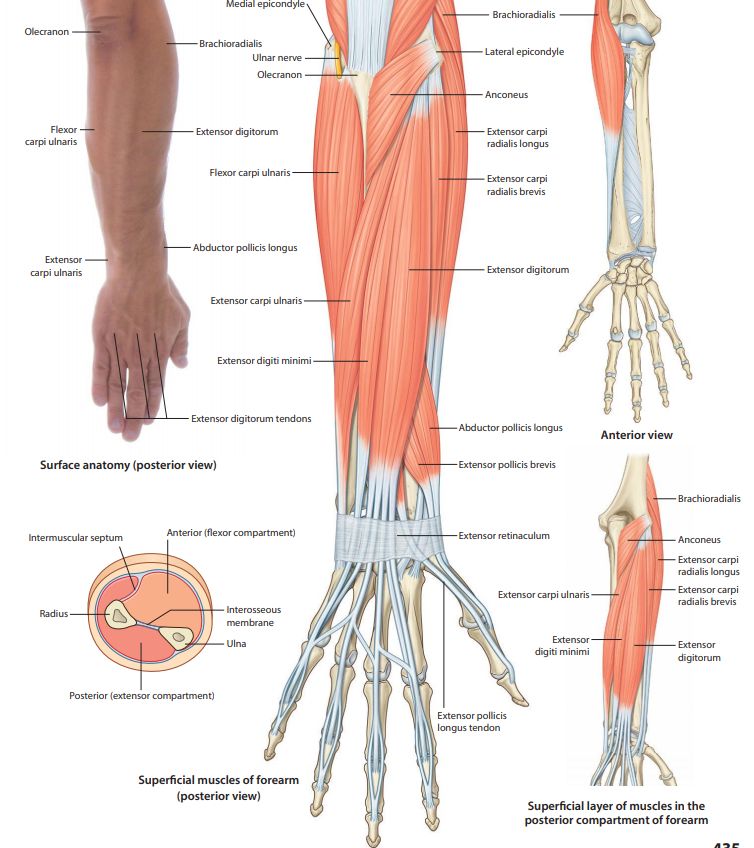 Medial epicondyle
Olecranon
Brachioradialis
Flexor
carpi ulnaris
Extensor digitorum
Abductor pollicis longus
Extensor
carpi ulnaris
Extensor digitorum tendons
Surface anatomy (posterior view)
Ulnar nerve
Olecranon
Flexor carpi ulnaris
Extensor carpi ulnaris
Extensor digiti minimi
Brachioradialis
Lateral epicondyle
Anconeus
Extensor carpi
radialis longus
Extensor carpi
radialis brevis
Extensor digitorum
Abductor pollicis longus
Extensor pollicis brevis
Extensor retinaculum
Extensor pollicis
longus tendon
Superficial muscles of forearm
(posterior view)
Anterior view
Intermuscular septum
Anterior (flexor compartment)
Radius
Interosseous
membrane
Ulna
Posterior (extensor compartment)
Brachioradialis
Anconeus
Extensor carpi
radialis longus
Extensor carpi
radialis brevis
Extensor carpi ulnaris
Extensor
digiti minimi
Extensor
digitorum
Superficial layer of muscles in the
posterior compartment of forearm
435